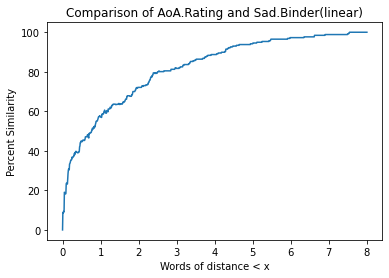 Comparison of AoA.Rating and Sad.Binder(linear)
100
80
60
40
20
0
Percent Similarity
0 1 2 3 4 5 6 7 8
Words of distance < x